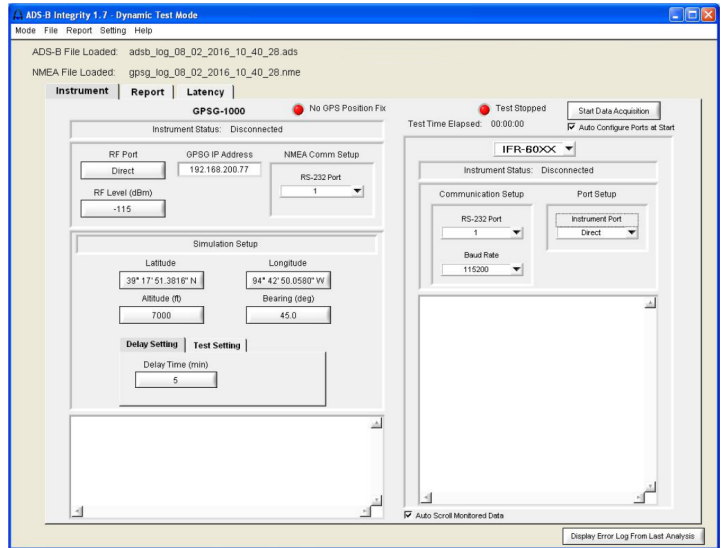 ADS-B Integrity 1.7 - Dynamic Test Mode
Mode File Report Setting Help
ADS-B File Loaded: adsb_log_08_02_2016_10_40_28.ads
NMEA File Loaded: gpsg_log_08_02_2016_10_40_28.nme
Instrument Report Latency
GPSG-1000
No GPS Position Fix
Instrument Status: Disconnected
RF Port
Direct
RF Level (dBm)
-115
GPSG IP Address
192.168.200.77
NMEA Comm Setup
RS-232 Port
1
Simulation Setup
Latitude
39° 17' 51.3816" N
Longitude
94° 42' 50.0580" W
Altitude (ft)
7000
Bearing (deg)
45.0
Delay Setting Test Setting
Delay Time (min)
5
Test Stopped
Test Time Elapsed: 00:00:00
Start Data Acquisition
Auto Configure Ports at Start
IFR-60XX
Instrument Status: Disconnected
Communication Setup
RS-232 Port
1
Baud Rate
115200
Port Setup
Instrument Port
Direct
Auto Scroll Monitored Data
Display Error Log From Last Analysis